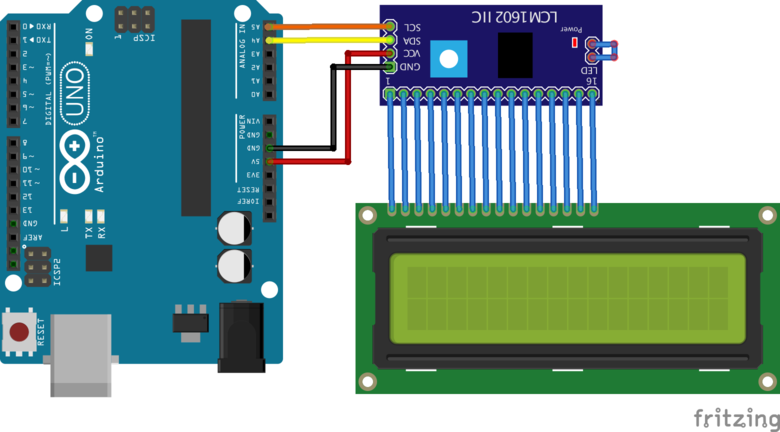 RX0 ◀ 0
TX0 ▶ 1
2
~ 3
4
~ 5
~ 6
7
DIGITAL (PWM=~)
8
~ 9
~ 10
~ 11
12
13
GND
AREF
1
ICSP
ON
UNO
Arduino™
L
TX
RX
ICSP2
RESET
ANALOG IN
A5
A4
A3
A2
A1
A0
POWER
VIN
GND
GND
5V
3V3
RESET
IOREF
LCM1602 IIC
SCL
SDA
VCC
GND
Power
LED
1
16
fritzing